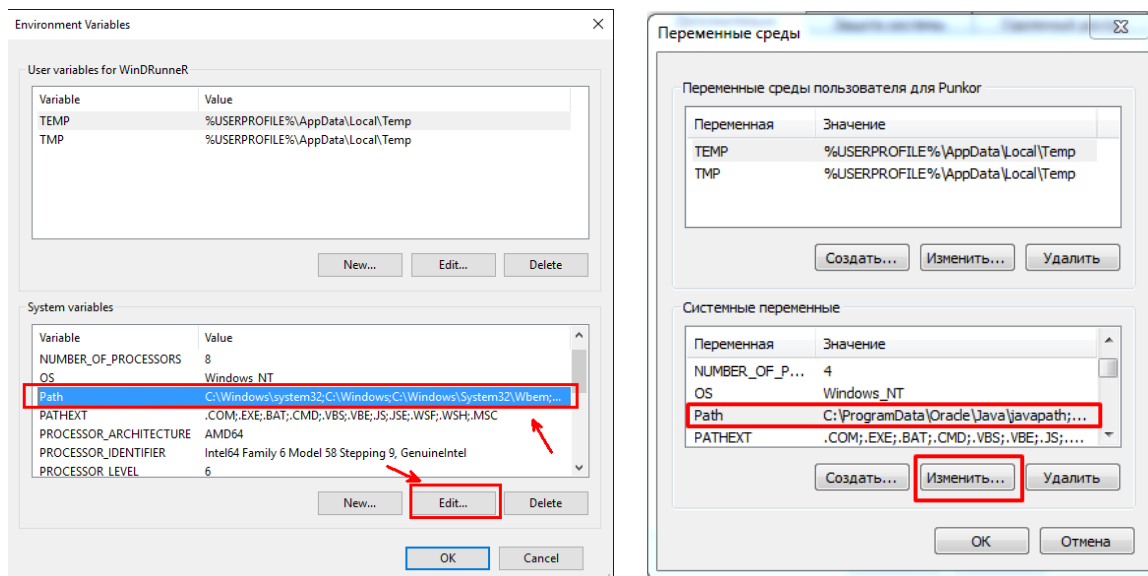 Environment Variables
User variables for WinDRunneR
Variable Value
TEMP %USERPROFILE%\AppData\Local\Temp
TMP %USERPROFILE%\AppData\Local\Temp
New... Edit... Delete
System variables
Variable Value
NUMBER_OF_PROCESSORS 8
OS Windows_NT
Path C:\Windows\system32;C:\Windows;C:\Windows\System32\Wbem;...
PATHEXT .COM;.EXE;.BAT;.CMD;.VBS;.VBE;.JS;.JSE;.WSF;.WSH;.MSC
PROCESSOR_ARCHITECTURE AMD64
PROCESSOR_IDENTIFIER Intel64 Family 6 Model 58 Stepping 9, GenuineIntel
PROCESSOR_LEVEL 6
New... Edit... Delete
OK Cancel
Переменные среды
Переменные среды пользователя для Punkor
Переменная Значение
TEMP %USERPROFILE%\AppData\Local\Temp
TMP %USERPROFILE%\AppData\Local\Temp
Создать... Изменить... Удалить
Системные переменные
Переменная Значение
NUMBER_OF_P... 4
OS Windows_NT
Path C:\ProgramData\Oracle\Java\javapath;...
PATHEXT .COM;.EXE;.BAT;.CMD;.VBS;.VBE;.JS;....
Создать... Изменить... Удалить
OK Отмена